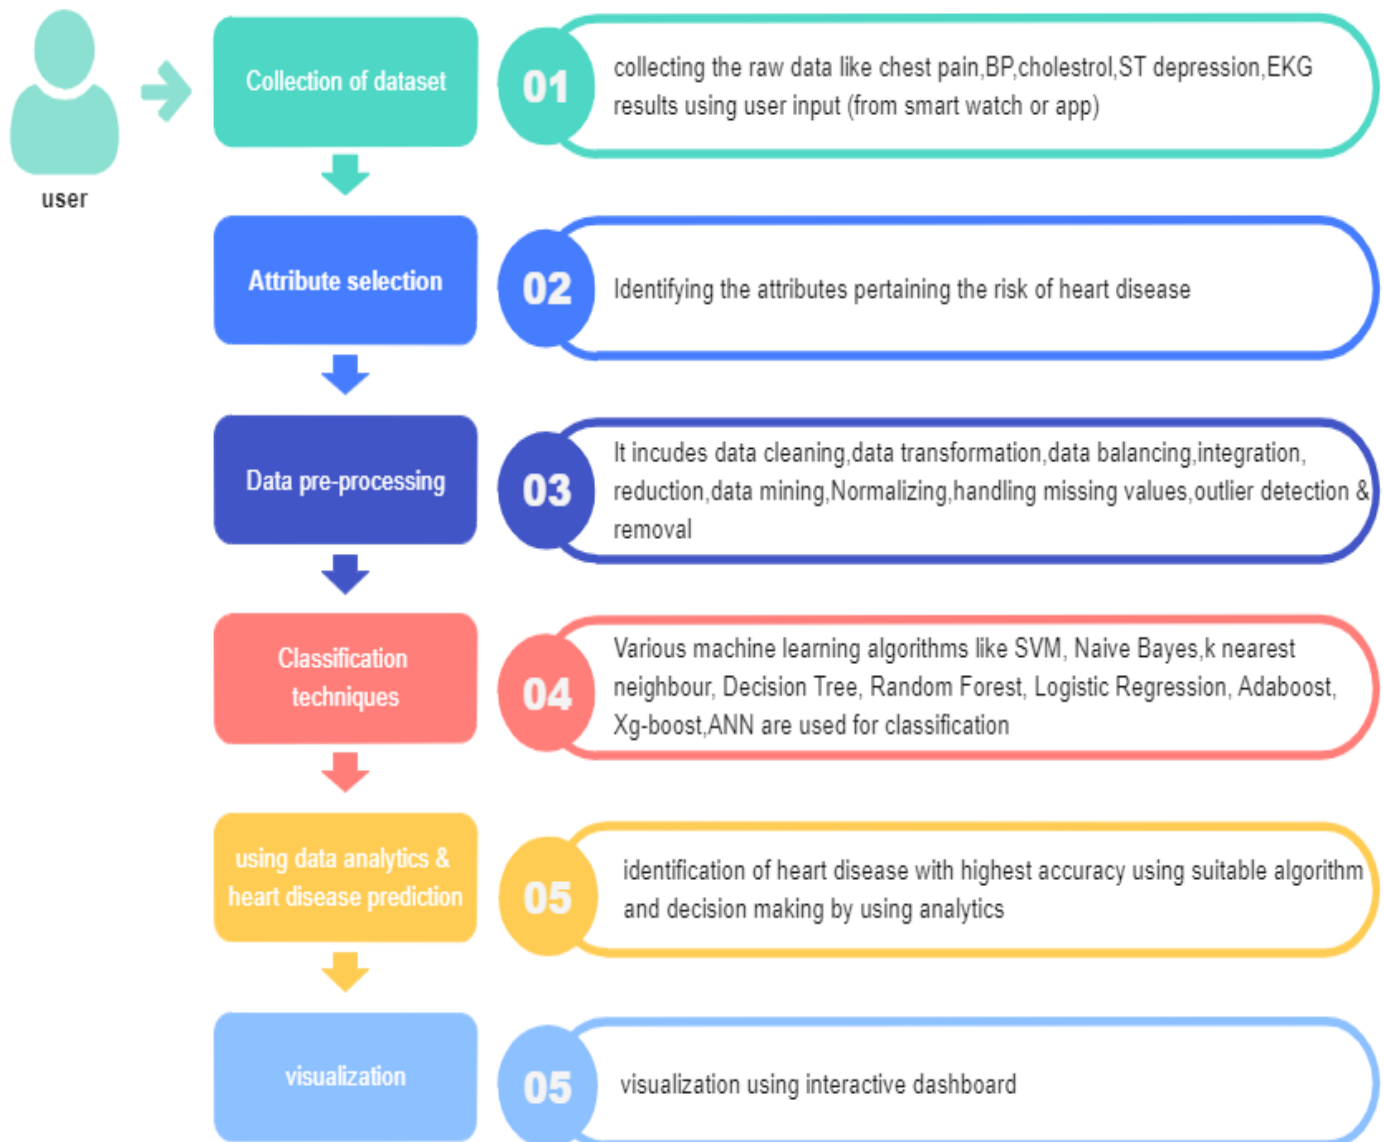 user
Collection of dataset
01
collecting the raw data like chest pain,BP,cholestrol,ST depression,EKG
results using user input (from smart watch or app)
Attribute selection
02
Identifying the attributes pertaining the risk of heart disease
Data pre-processing
03
It incudes data cleaning,data transformation,data balancing,integration,
reduction,data mining,Normalizing,handling missing values,outlier detection &
removal
Classification
techniques
04
Various machine learning algorithms like SVM, Naive Bayes,k nearest
neighbour, Decision Tree, Random Forest, Logistic Regression, Adaboost,
Xg-boost,ANN are used for classification
using data analytics &
heart disease prediction
05
identification of heart disease with highest accuracy using suitable algorithm
and decision making by using analytics
visualization
05
visualization using interactive dashboard